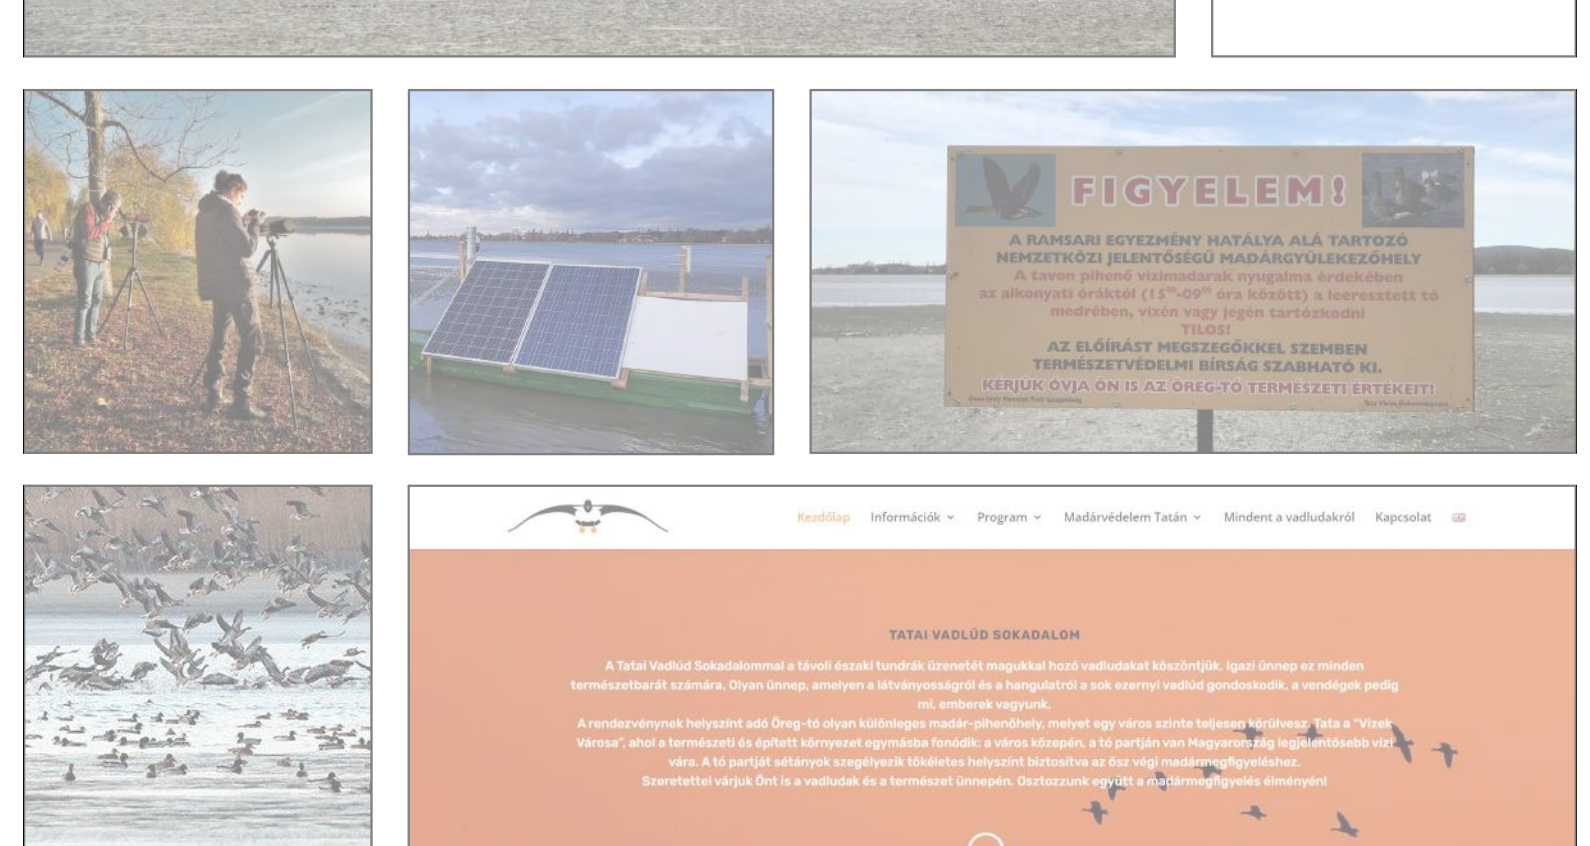 FIGYELEM!
A RAMSARI EGYEZMÉNY HATÁLYA ALÁ TARTOZÓ
NEMZETKÖZI JELENTŐSÉGŰ MADÁRGYÜLEKEZŐHELY
A tavon pihenő vízimadarak nyugalma érdekében
az alkonyati óráktól (15⁰⁰-09⁰⁰ óra között) a leeresztett tó
medrében, vizén vagy jegén tartózkodni
TILOS!
AZ ELŐÍRÁST MEGSZEGŐKKEL SZEMBEN
TERMÉSZETVÉDELMI BÍRSÁG SZABHATÓ KI.
KÉRJÜK ÓVJA ÖN IS AZ ÖREG-TÓ TERMÉSZETI ÉRTÉKEIT!
Kezdőlap Információk Program Madárvédelem Tatán Mindent a vadludakról Kapcsolat
TATAI VADLÚD SOKADALOM
A Tatai Vadlúd Sokadalommal a távoli északi tundrák üzenetét magukkal hozó vadludakat köszöntjük. Igazi ünnep ez minden
természetbarát számára. Olyan ünnep, amelyen a látványosságról és a hangulatról a sok ezernyi vadlúd gondoskodik, a vendégek pedig
mi, emberek vagyunk.
A rendezvénynek helyszínt adó Öreg-tó olyan különleges madár-pihenőhely, melyet egy város szinte teljesen körülvesz. Tata a "Vizek
Városa", ahol a természeti és épített környezet egymásba fonódik: a város közepén, a tó partján van Magyarország legjelentősebb vízi
vára. A tó partját sétányok szegélyezik tökéletes helyszínt biztosítva az ősz végi madármegfigyeléshez.
Szeretettel várjuk Önt is a vadludak és a természet ünnepén. Osztozzunk együtt a madármegfigyelés élményén!